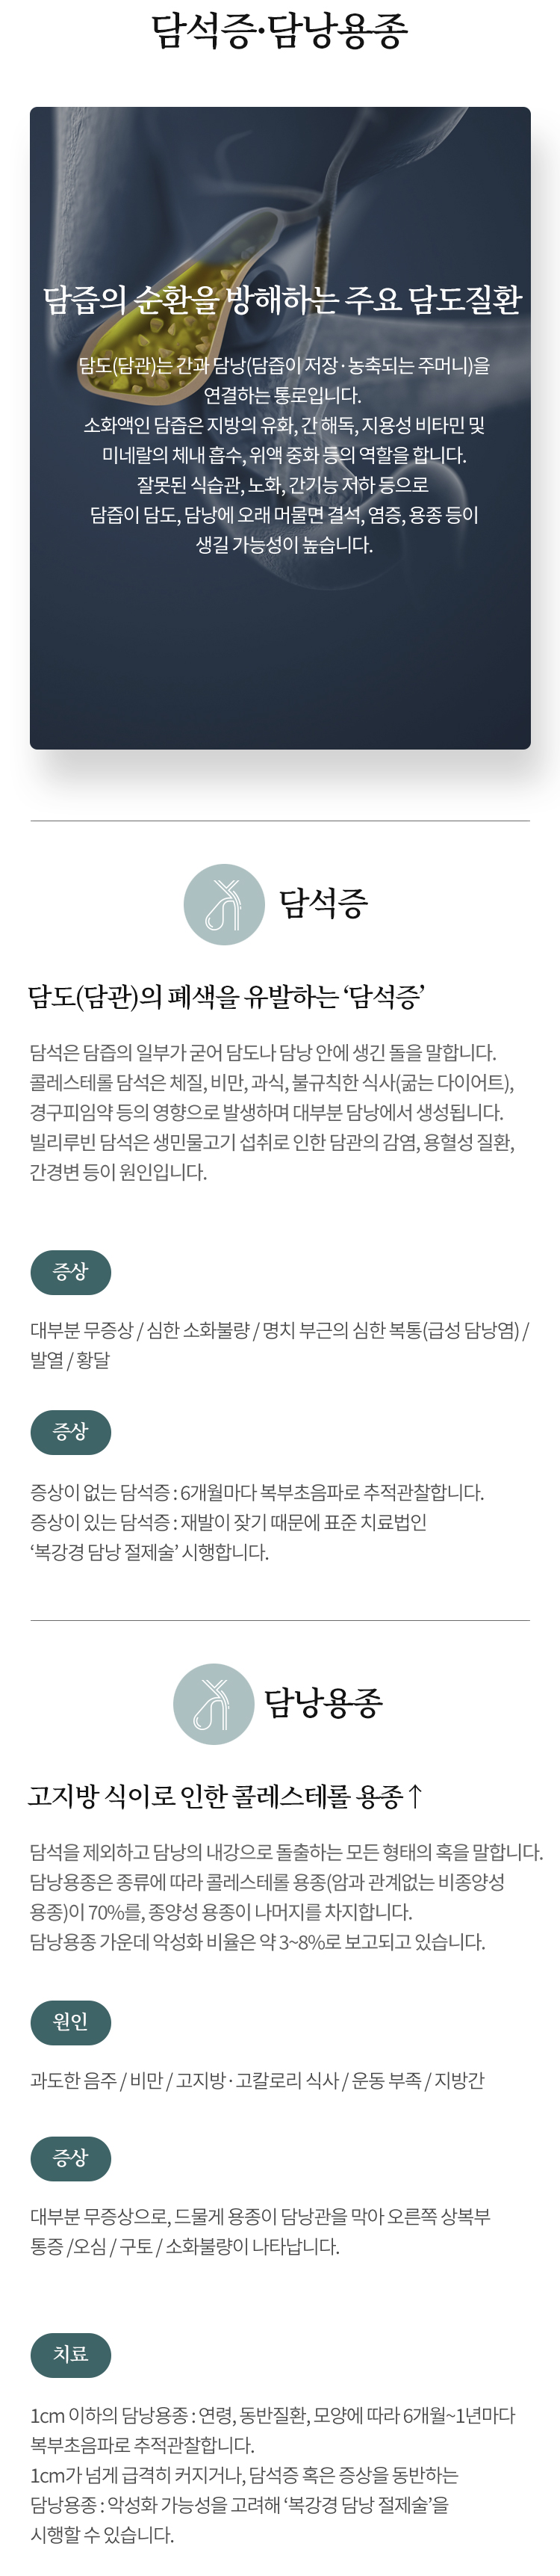 담석증·담낭용종
담즙의 순환을 방해하는 주요 담도질환
담도(담관)는 간과 담낭(담즙이 저장·농축되는 주머니)을
연결하는 통로입니다.
소화액인 담즙은 지방의 유화, 간 해독, 지용성 비타민 및
미네랄의 체내 흡수, 위액 중화 등의 역할을 합니다.
잘못된 식습관, 노화, 간기능 저하 등으로
담즙이 담도, 담낭에 오래 머물면 결석, 염증, 용종 등이
생길 가능성이 높습니다.
담석증
담도(담관)의 폐색을 유발하는 ‘담석증’
담석은 담즙의 일부가 굳어 담도나 담낭 안에 생긴 돌을 말합니다.
콜레스테롤 담석은 체질, 비만, 과식, 불규칙한 식사(굶는 다이어트),
경구피임약 등의 영향으로 발생하며 대부분 담낭에서 생성됩니다.
빌리루빈 담석은 생민물고기 섭취로 인한 담관의 감염, 용혈성 질환,
간경변 등이 원인입니다.
증상
대부분 무증상 / 심한 소화불량 / 명치 부근의 심한 복통(급성 담낭염) /
발열 / 황달
증상
증상이 없는 담석증 : 6개월마다 복부초음파로 추적관찰합니다.
증상이 있는 담석증 : 재발이 잦기 때문에 표준 치료법인
‘복강경 담낭 절제술’ 시행합니다.
담낭용종
고지방 식이로 인한 콜레스테롤 용종↑
담석을 제외하고 담낭의 내강으로 돌출하는 모든 형태의 혹을 말합니다.
담낭용종은 종류에 따라 콜레스테롤 용종(암과 관계없는 비종양성
용종)이 70%를, 종양성 용종이 나머지를 차지합니다.
담낭용종 가운데 악성화 비율은 약 3~8%로 보고되고 있습니다.
원인
과도한 음주 / 비만 / 고지방·고칼로리 식사 / 운동 부족 / 지방간
증상
대부분 무증상으로, 드물게 용종이 담낭관을 막아 오른쪽 상복부
통증 /오심 / 구토 / 소화불량이 나타납니다.
치료
1cm 이하의 담낭용종 : 연령, 동반질환, 모양에 따라 6개월~1년마다
복부초음파로 추적관찰합니다.
1cm가 넘게 급격히 커지거나, 담석증 혹은 증상을 동반하는
담낭용종 : 악성화 가능성을 고려해 ‘복강경 담낭 절제술’을
시행할 수 있습니다.